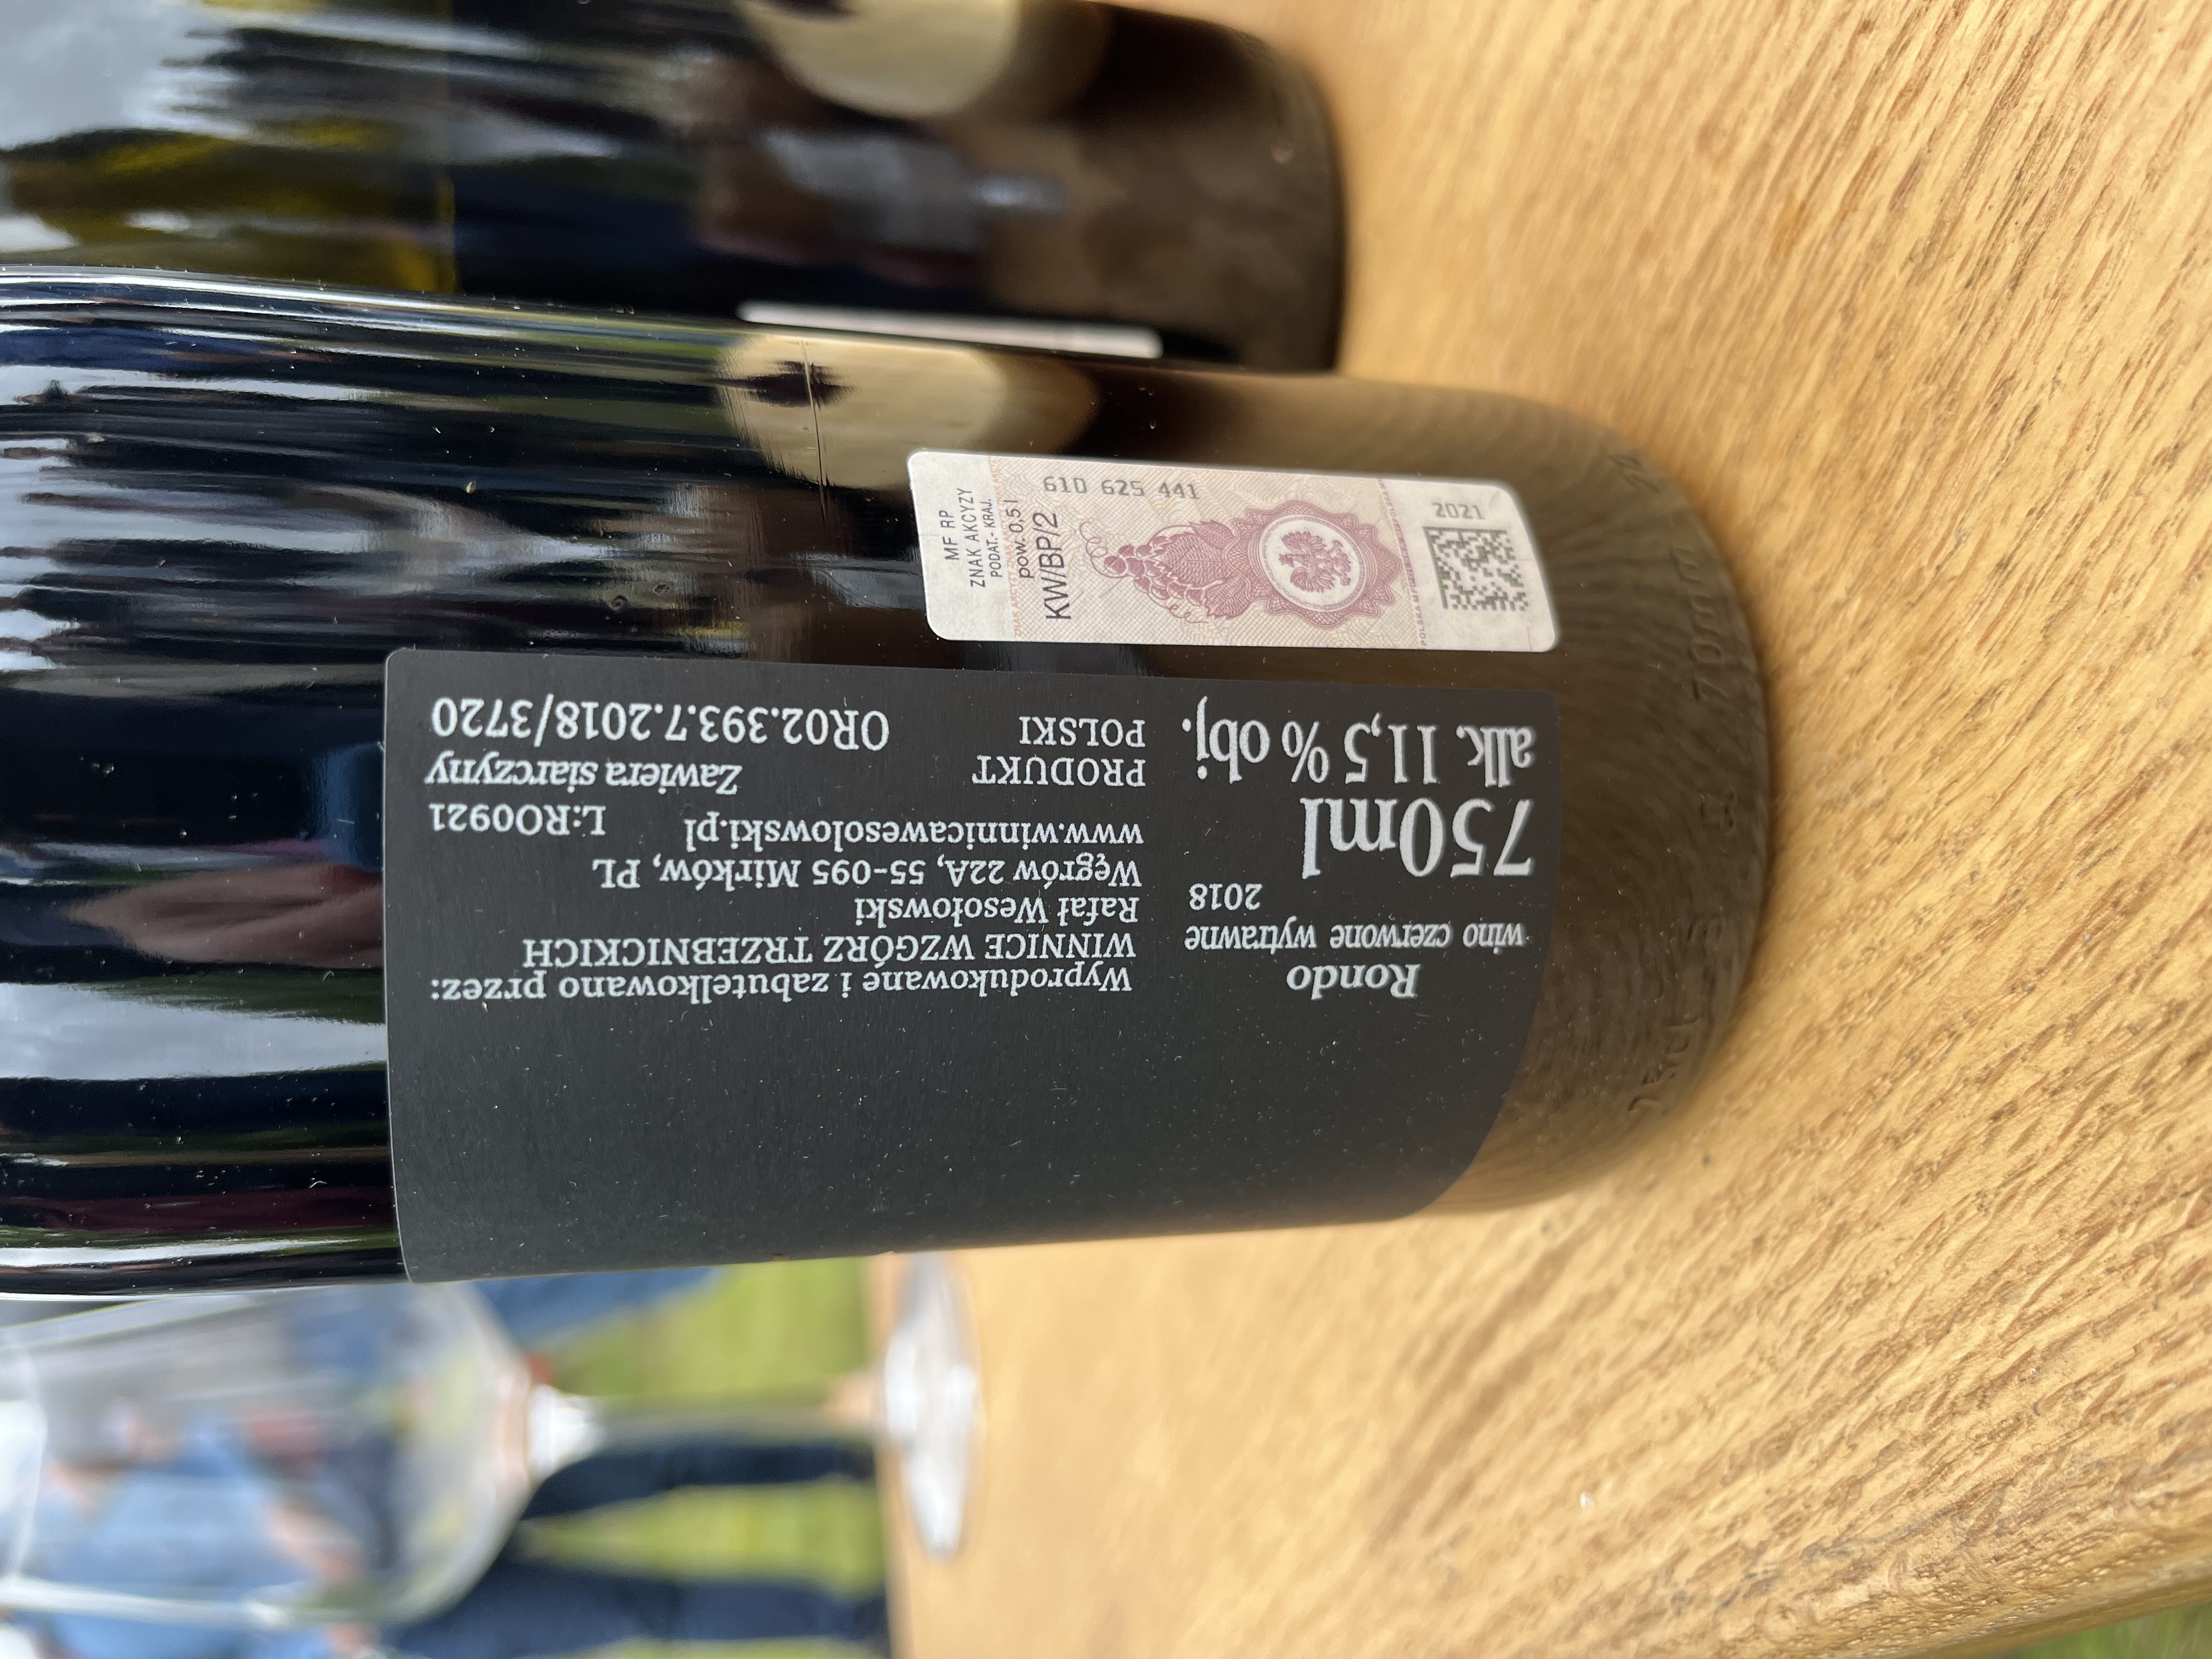 Rondo
wino czerwone wytrawne
2018
750ml
alk. 11,5 % obj.
Wyprodukowane i zabutelkowano przez:
WINNICE WZGÓRZ TRZEBNICKICH
Rafał Wesołowski
Węgrów 22A, 55-095 Mirków, PL
www.winnicawesolowski.pl
L:RO0921
PRODUKT
POLSKI
Zawiera siarczyny
OR02.393.7.2018/3720
MF RP
ZNAK AKCYZY
PODAT.- KRAJ.
pow. 0,5 l
KW/BP/2
610 625 441
2021